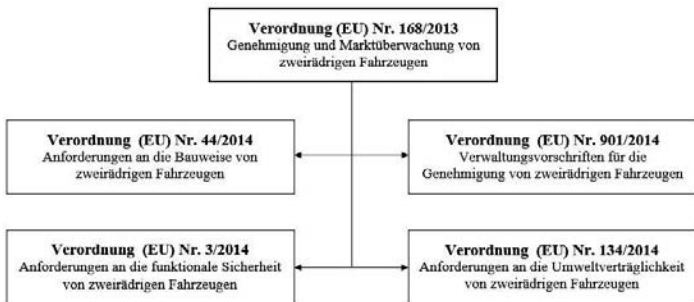 Verordnung (EU) Nr. 168/2013
Genehmigung und Marktüberwachung von
zweirädrigen Fahrzeugen
Verordnung (EU) Nr. 44/2014
Anforderungen an die Bauweise von
zweirädrigen Fahrzeugen
Verordnung (EU) Nr. 901/2014
Verwaltungsvorschriften für die
Genehmigung von zweirädrigen Fahrzeugen
Verordnung (EU) Nr. 3/2014
Anforderungen an die funktionale Sicherheit
von zweirädrigen Fahrzeugen
Verordnung (EU) Nr. 134/2014
Anforderungen an die Umweltverträglichkeit
von zweirädrigen Fahrzeugen